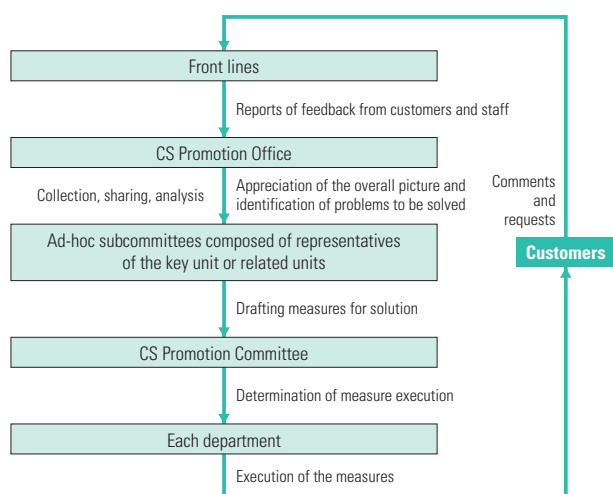 Front lines
Reports of feedback from customers and staff
CS Promotion Office
Collection, sharing, analysis
Appreciation of the overall picture and
identification of problems to be solved
Comments
and
requests
Ad-hoc subcommittees composed of representatives
of the key unit or related units
Customers
Drafting measures for solution
CS Promotion Committee
Determination of measure execution
Each department
Execution of the measures